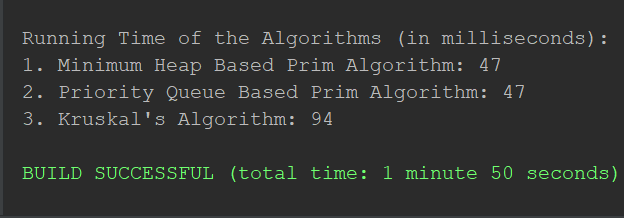 Running Time of the Algorithms (in milliseconds):
1. Minimum Heap Based Prim Algorithm: 47
2. Priority Queue Based Prim Algorithm: 47
3. Kruskal's Algorithm: 94
BUILD SUCCESSFUL (total time: 1 minute 50 seconds)